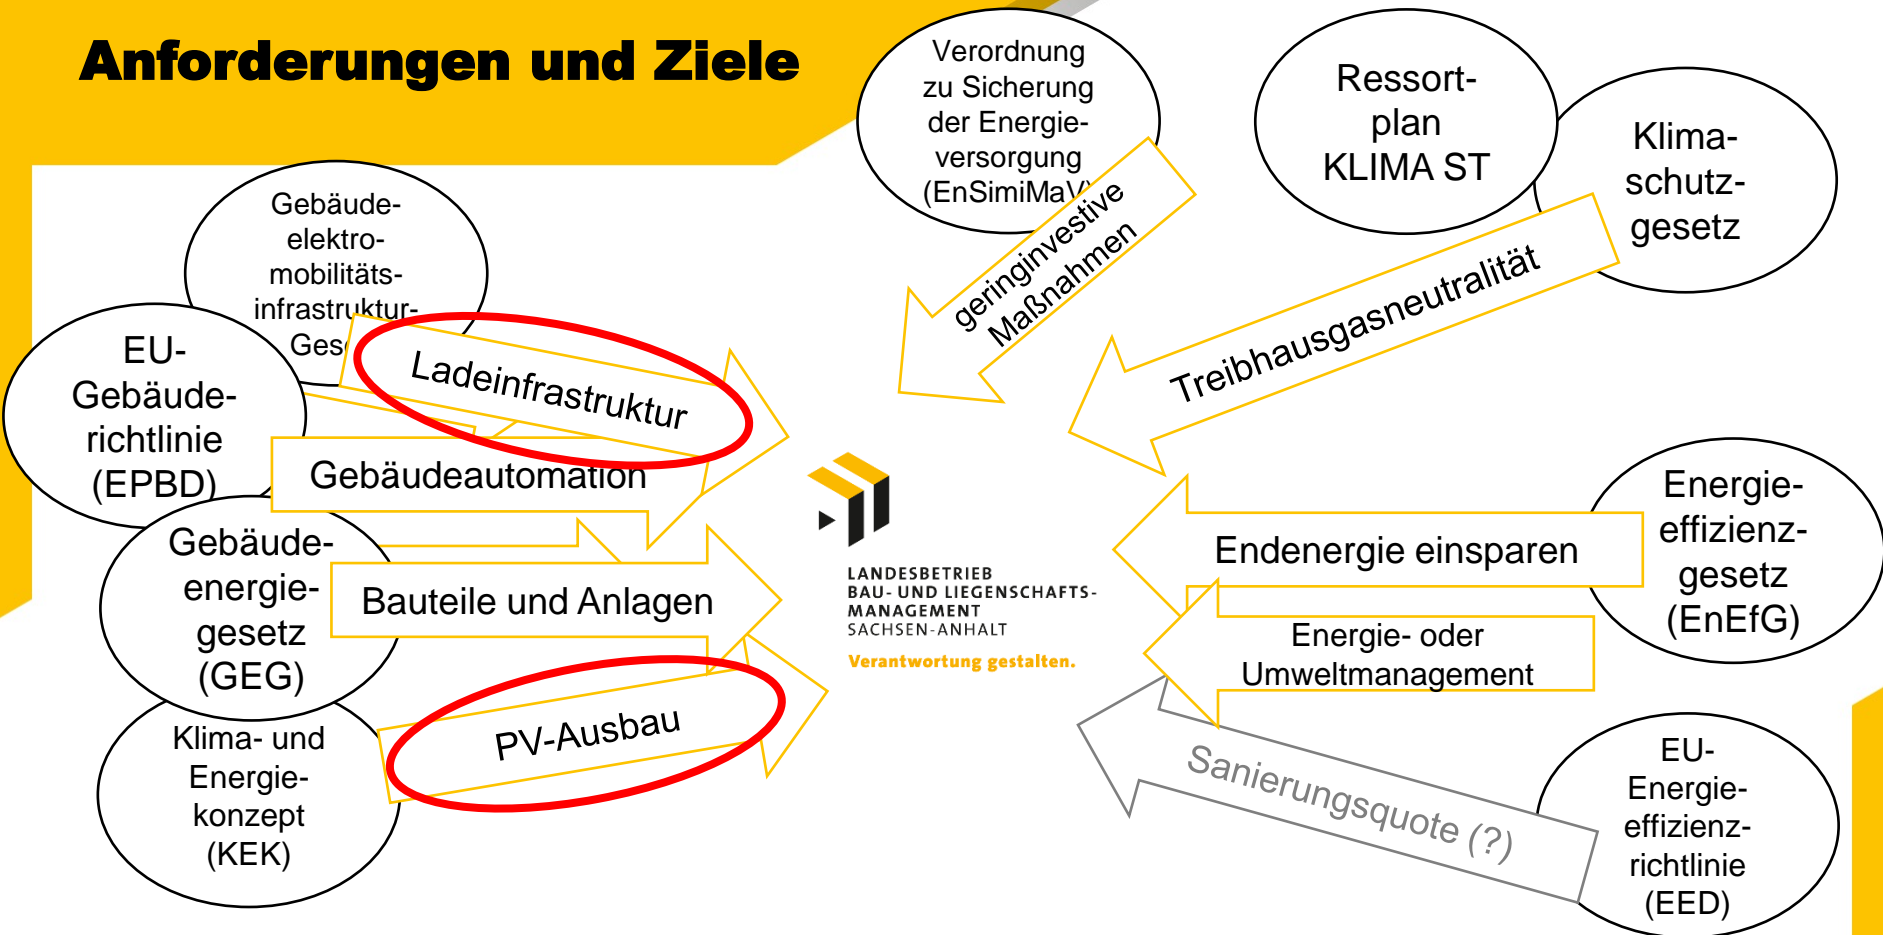 Anforderungen und Ziele
Verordnung
zu Sicherung
der Energie-
versorgung
(EnSimiMaV)
geringinvestive
Maßnahmen
Ressort-
plan
KLIMA ST
Klima-
schutz-
gesetz
Treibhausgasneutralität
Gebäude-
elektro-
mobilitäts-
infrastruktur-
Ges
Ladeinfrastruktur
EU-
Gebäude-
richtlinie
(EPBD)
Gebäudeautomation
Gebäude-
energie-
gesetz
(GEG)
Bauteile und Anlagen
Klima- und
Energie-
konzept
(KEK)
PV-Ausbau
LANDESBETRIEB
BAU- UND LIEGENSCHAFTS-
MANAGEMENT
SACHSEN-ANHALT
Verantwortung gestalten.
Endenergie einsparen
Energie-
effizienz-
gesetz
(EnEfG)
Energie- oder
Umweltmanagement
Sanierungsquote (?)
EU-
Energie-
effizienz-
richtlinie
(EED)